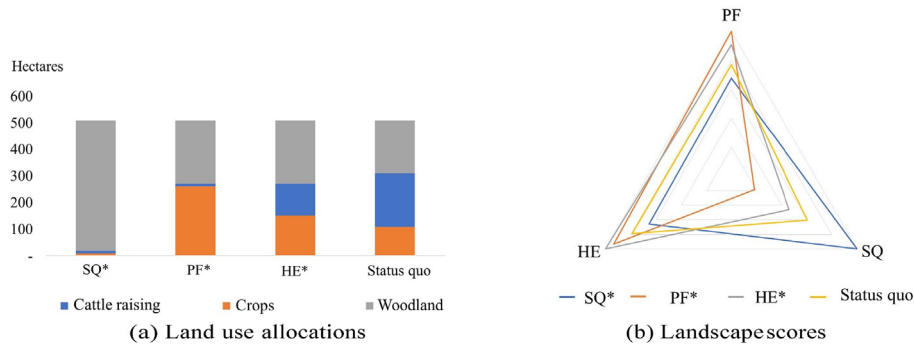 Hectares
600
500
400
300
200
100
-
SQ*
PF*
HE*
Status quo
Cattle raising
Crops
Woodland
(a) Land use allocations
PF
HE
SQ
SQ*
PF*
HE*
Status quo
(b) Landscape scores